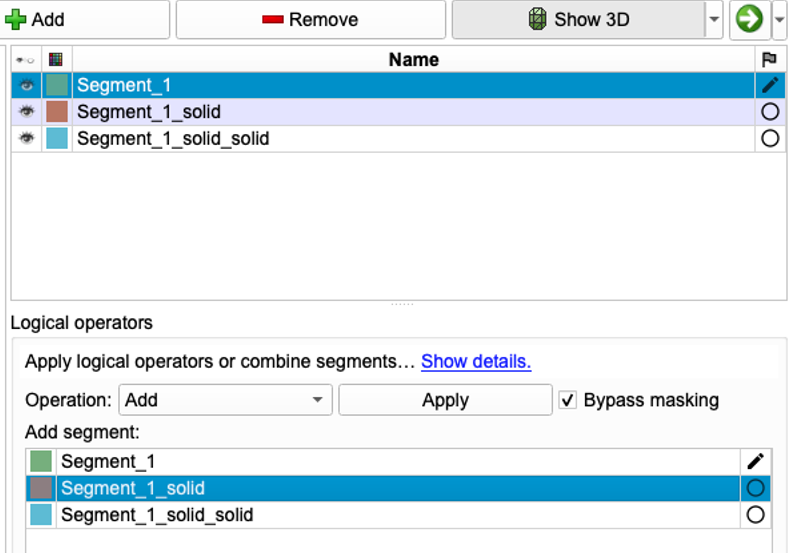 Add Remove Show 3D
Name
Segment_1
Segment_1_solid
Segment_1_solid_solid
Logical operators
Apply logical operators or combine segments... Show details.
Operation: Add Apply Bypass masking
Add segment:
Segment_1
Segment_1_solid
Segment_1_solid_solid